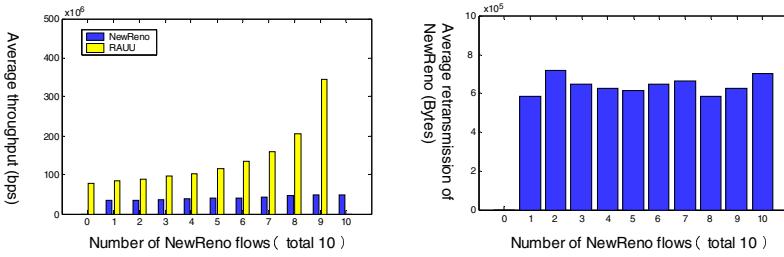 x10⁶
500
400
300
200
100
0
Average throughput (bps)
NewReno
RAUU
0 1 2 3 4 5 6 7 8 9 10
Number of NewReno flows( total 10 )
x10⁵
10
8
6
4
2
0
Average retransmission of
NewReno (Bytes)
0 1 2 3 4 5 6 7 8 9 10
Number of NewReno flows( total 10 )